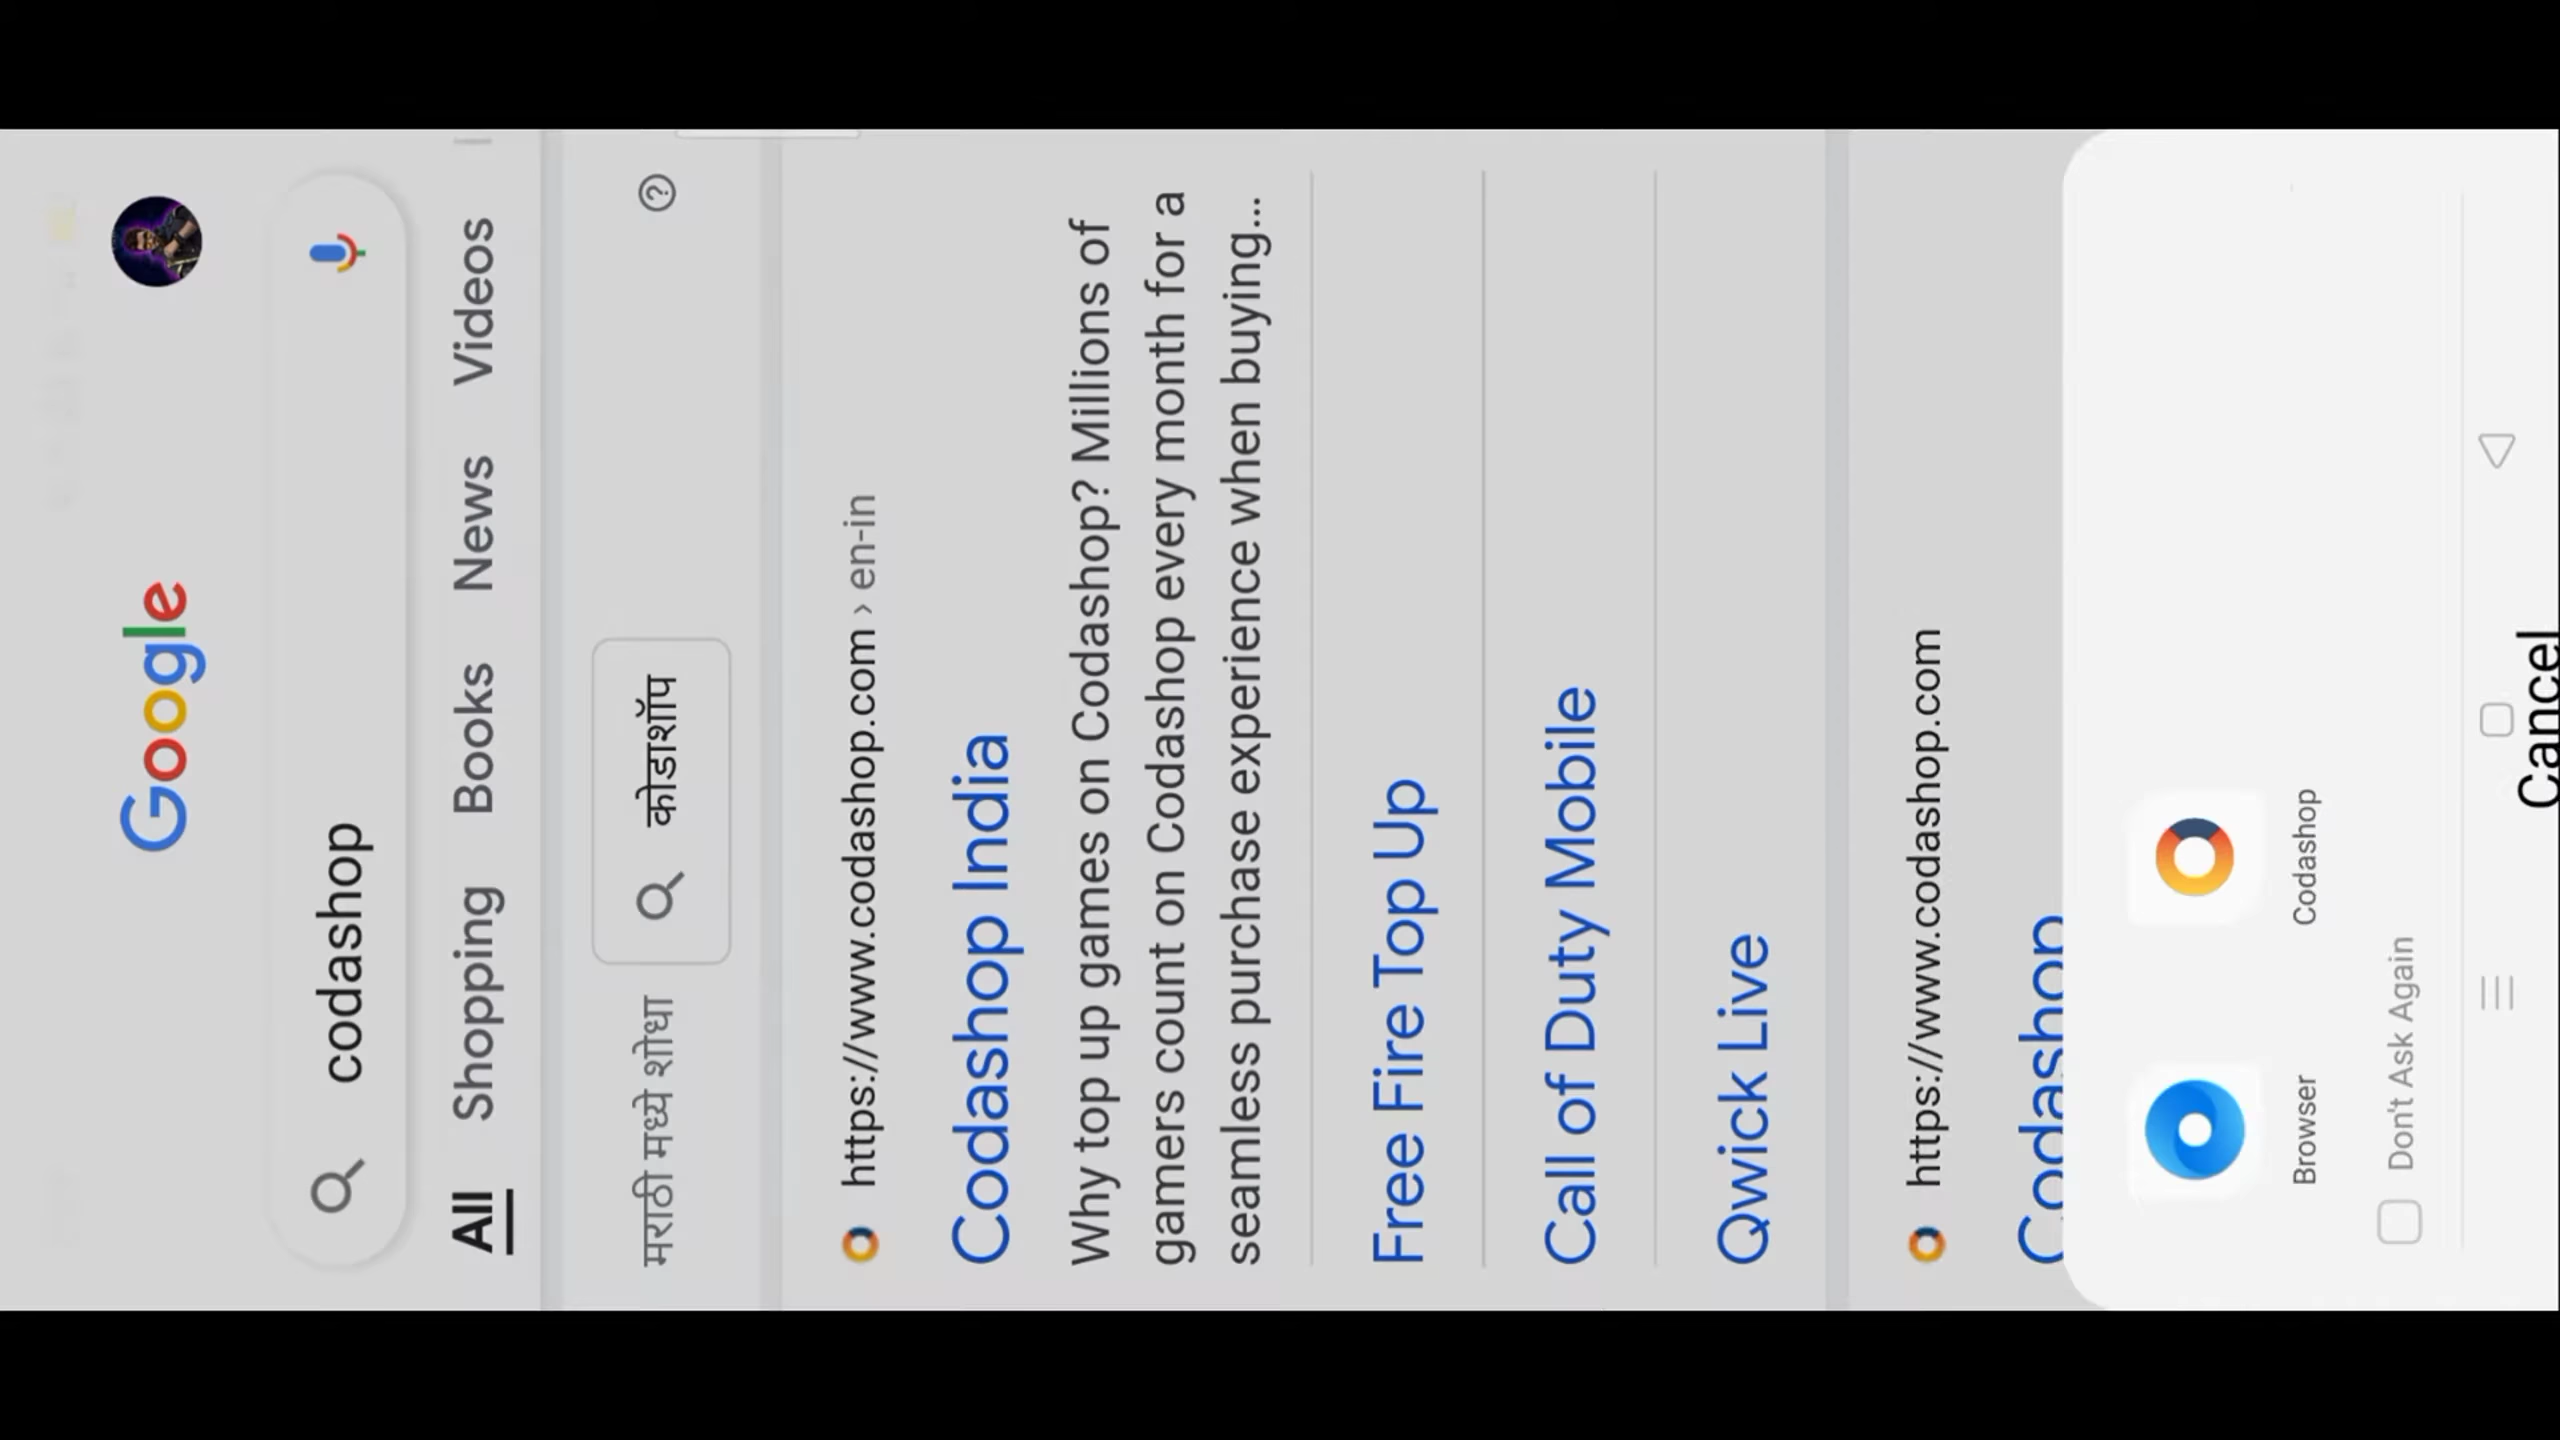 Google
codashop
All Shopping Books News Videos
मराठी मध्ये शोधा कोडाशॉप
https://www.codashop.com › en-in
Codashop India
Why top up games on Codashop? Millions of
gamers count on Codashop every month for a
seamless purchase experience when buying...
Free Fire Top Up
Call of Duty Mobile
Qwick Live
https://www.codashop.com
Codashop
Browser Codashop
Don't Ask Again
Cancel